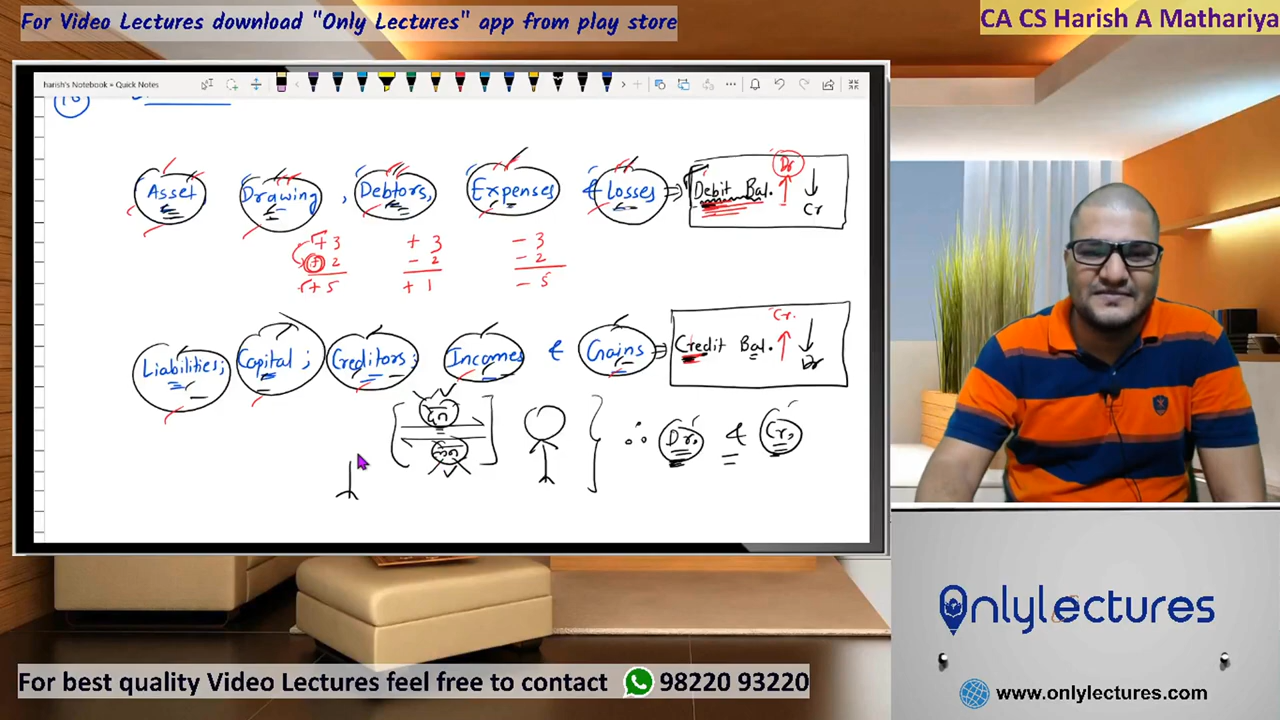 For Video Lectures download "Only Lectures" app from play store
CA CS Harish A Mathariya
harish's Notebook » Quick Notes
Asset, Drawing, Debtors, Expenses & Losses ⇒ Debit Bal. ↑ Dr ↓ Cr
+ 3 + 3 - 3
+ 2 - 2 - 2
+ 5 + 1 - 5
Liabilities; Capital; Creditors; Incomes & Gains ⇒ Credit Bal. ↑ Cr. ↓ Dr
∴ Dr. & Cr.
Onlylectures
For best quality Video Lectures feel free to contact 98220 93220
www.onlylectures.com